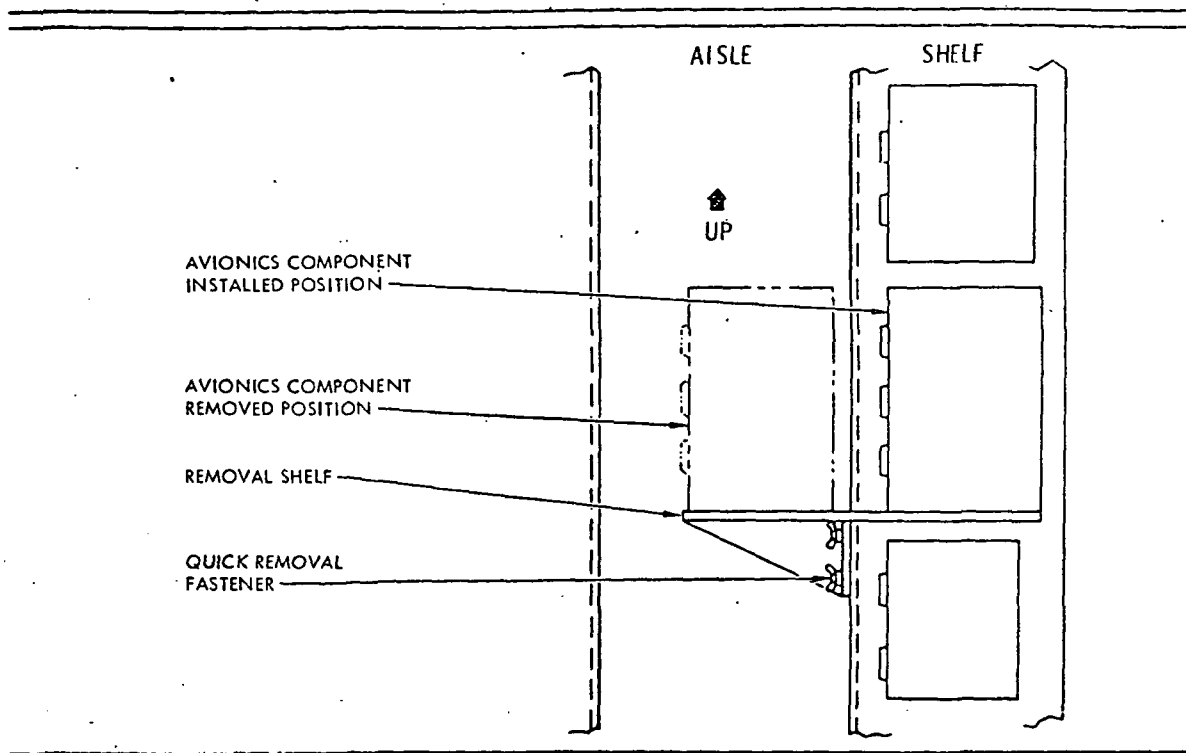 AISLE
SHELF
UP
AVIONICS COMPONENT
INSTALLED POSITION
AVIONICS COMPONENT
REMOVED POSITION
REMOVAL SHELF
QUICK REMOVAL
FASTENER